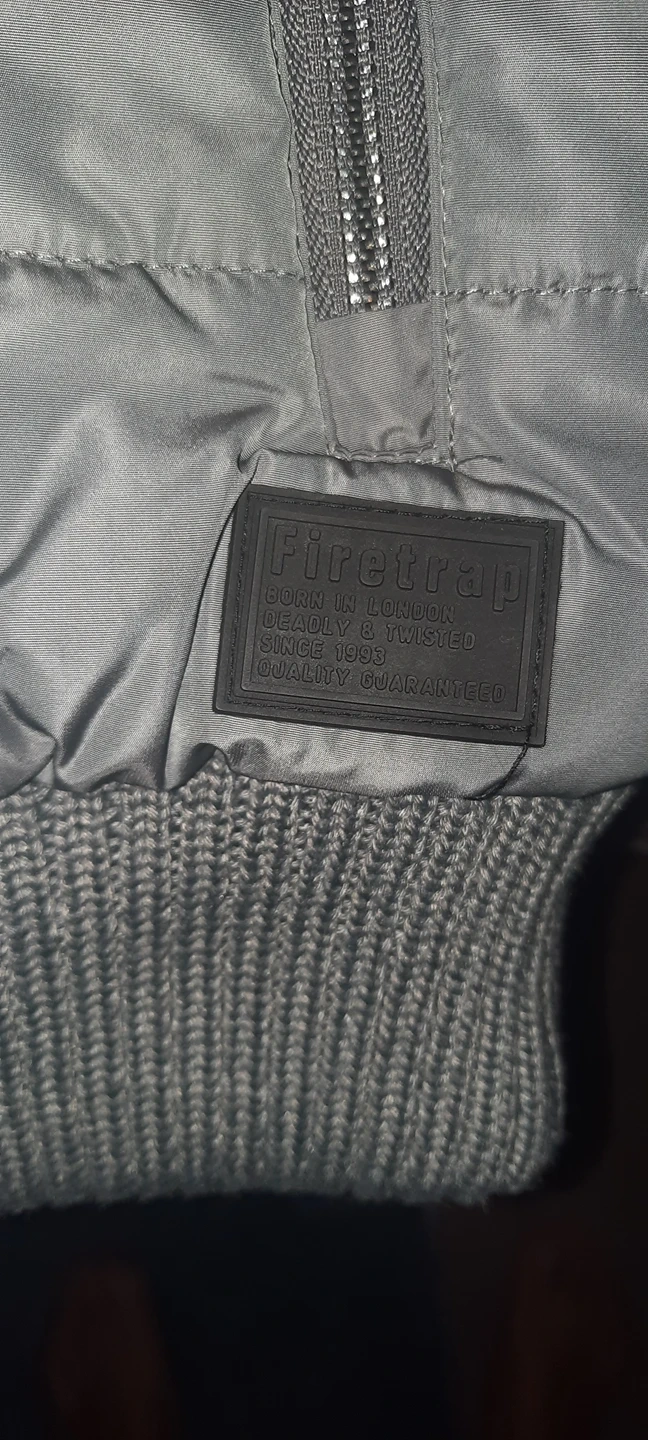 Firetrap
BORN IN LONDON
DEADLY & TWISTED
SINCE 1993
QUALITY GUARANTEED